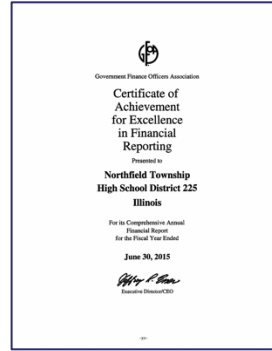 Government Finance Officers Association
Certificate of
Achievement
for Excellence
in Financial
Reporting
Presented to
Northfield Township
High School District 225
Illinois
For its Comprehensive Annual
Financial Report
for the Fiscal Year Ended
June 30, 2015
Executive Director/CEO